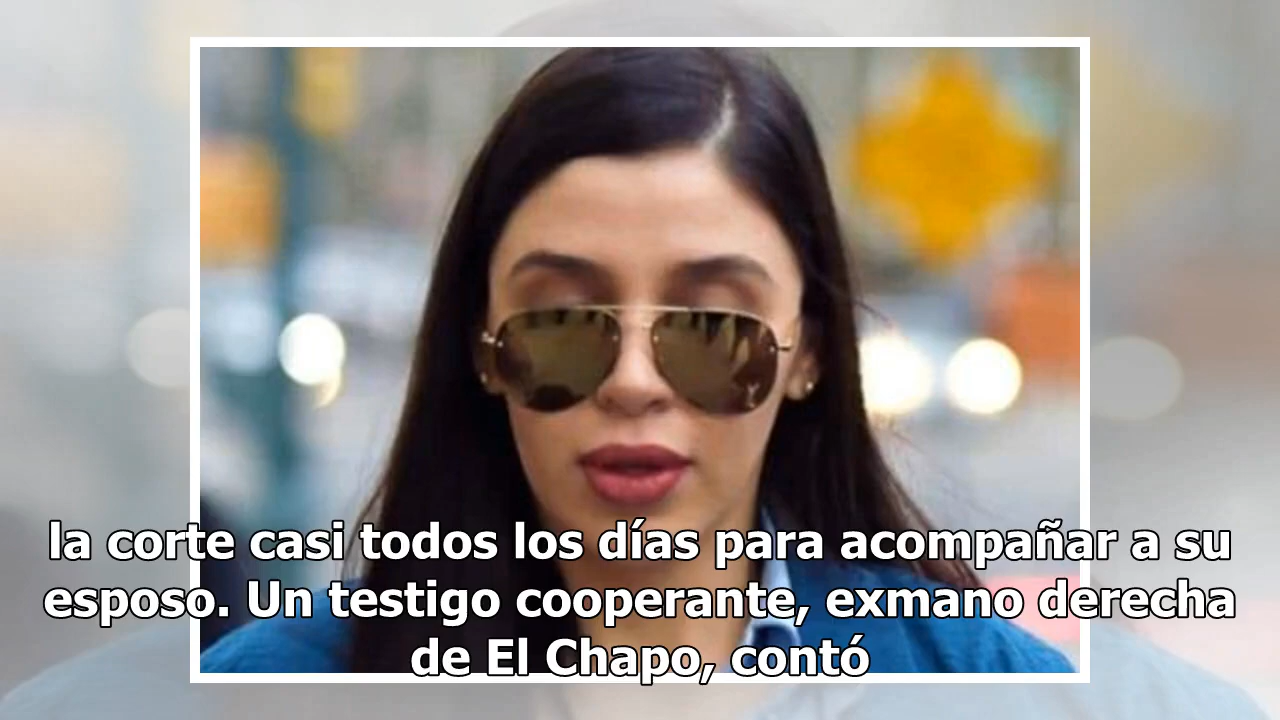 la corte casi todos los días para acompañar a su
esposo. Un testigo cooperante, exmano derecha
de El Chapo, contó